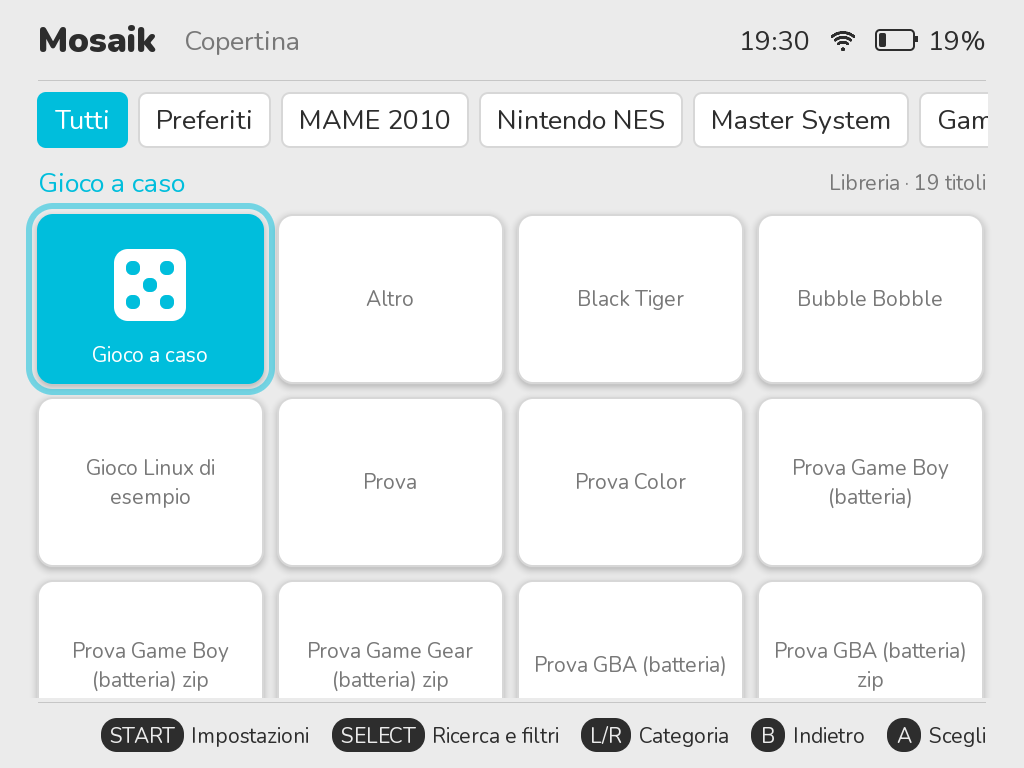 Mosaik Copertina 19:30 19%
Tutti Preferiti MAME 2010 Nintendo NES Master System Gam
Gioco a caso Libreria · 19 titoli
Gioco a caso
Altro
Black Tiger
Bubble Bobble
Gioco Linux di
esempio
Prova
Prova Color
Prova Game Boy
(batteria)
Prova Game Boy
(batteria) zip
Prova Game Gear
(batteria) zip
Prova GBA (batteria)
Prova GBA (batteria)
zip
START Impostazioni SELECT Ricerca e filtri L/R Categoria B Indietro A Scegli